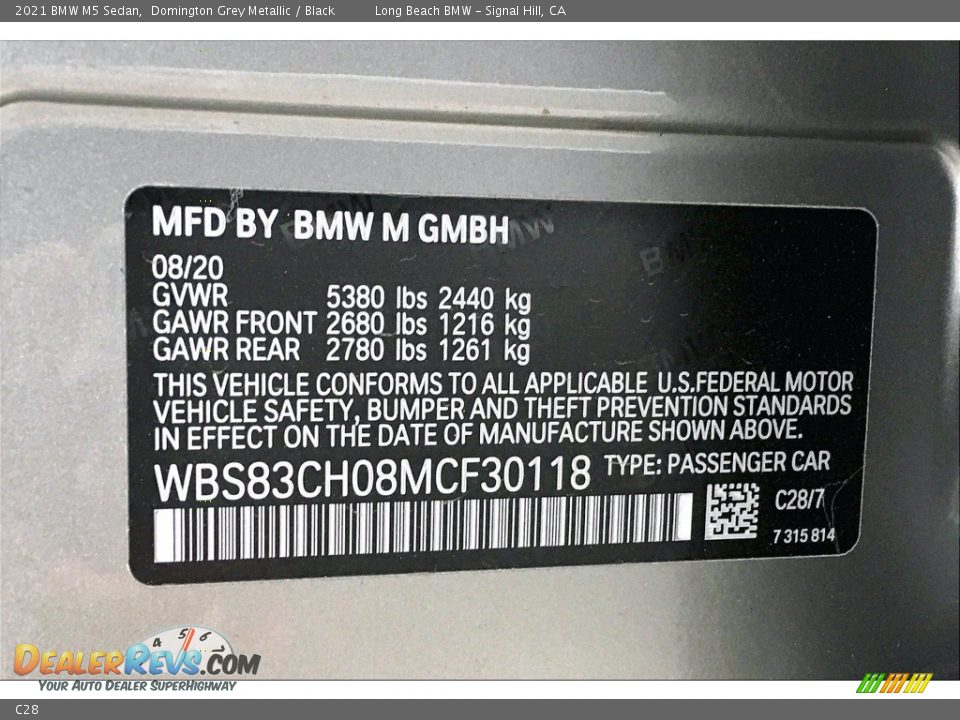 2021 BMW M5 Sedan, Domington Grey Metallic / Black Long Beach BMW - Signal Hill, CA
MFD BY BMW M GMBH
08/20
GVWR 5380 lbs 2440 kg
GAWR FRONT 2680 lbs 1216 kg
GAWR REAR 2780 lbs 1261 kg
THIS VEHICLE CONFORMS TO ALL APPLICABLE U.S.FEDERAL MOTOR
VEHICLE SAFETY, BUMPER AND THEFT PREVENTION STANDARDS
IN EFFECT ON THE DATE OF MANUFACTURE SHOWN ABOVE.
WBS83CH08MCF30118 TYPE: PASSENGER CAR
C28/7
7 315 814
4 5 6 7
DEALERREVS.COM
YOUR AUTO DEALER SUPERHIGHWAY
C28